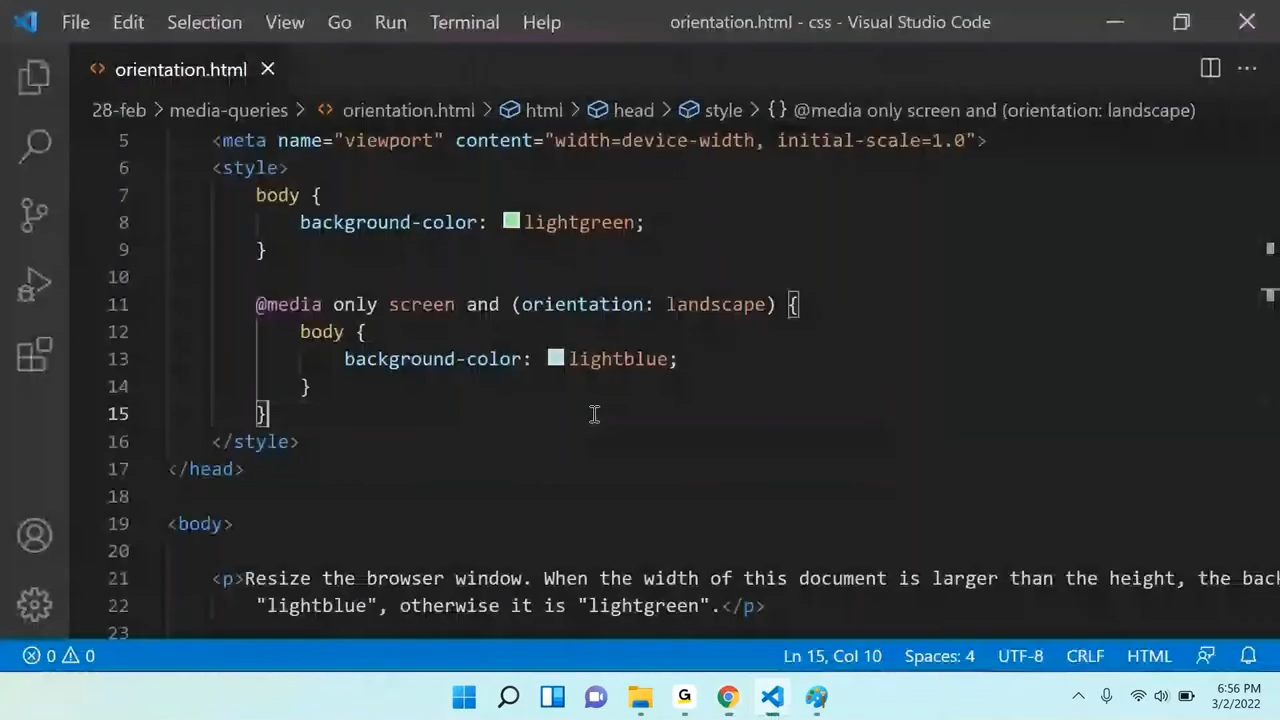 File Edit Selection View Go Run Terminal Help orientation.html - css - Visual Studio Code
orientation.html
28-feb > media-queries > orientation.html > html > head > style > {} @media only screen and (orientation: landscape)
5 <meta name="viewport" content="width=device-width, initial-scale=1.0">
6 <style>
7 body {
8 background-color: lightgreen;
9 }
10
11 @media only screen and (orientation: landscape) {
12 body {
13 background-color: lightblue;
14 }
15 }
16 </style>
17 </head>
18
19 <body>
20
21 <p>Resize the browser window. When the width of this document is larger than the height, the bac
22 "lightblue", otherwise it is "lightgreen".</p>
23
0 0 Ln 15, Col 10 Spaces: 4 UTF-8 CRLF HTML
G
6:56 PM
3/2/2022